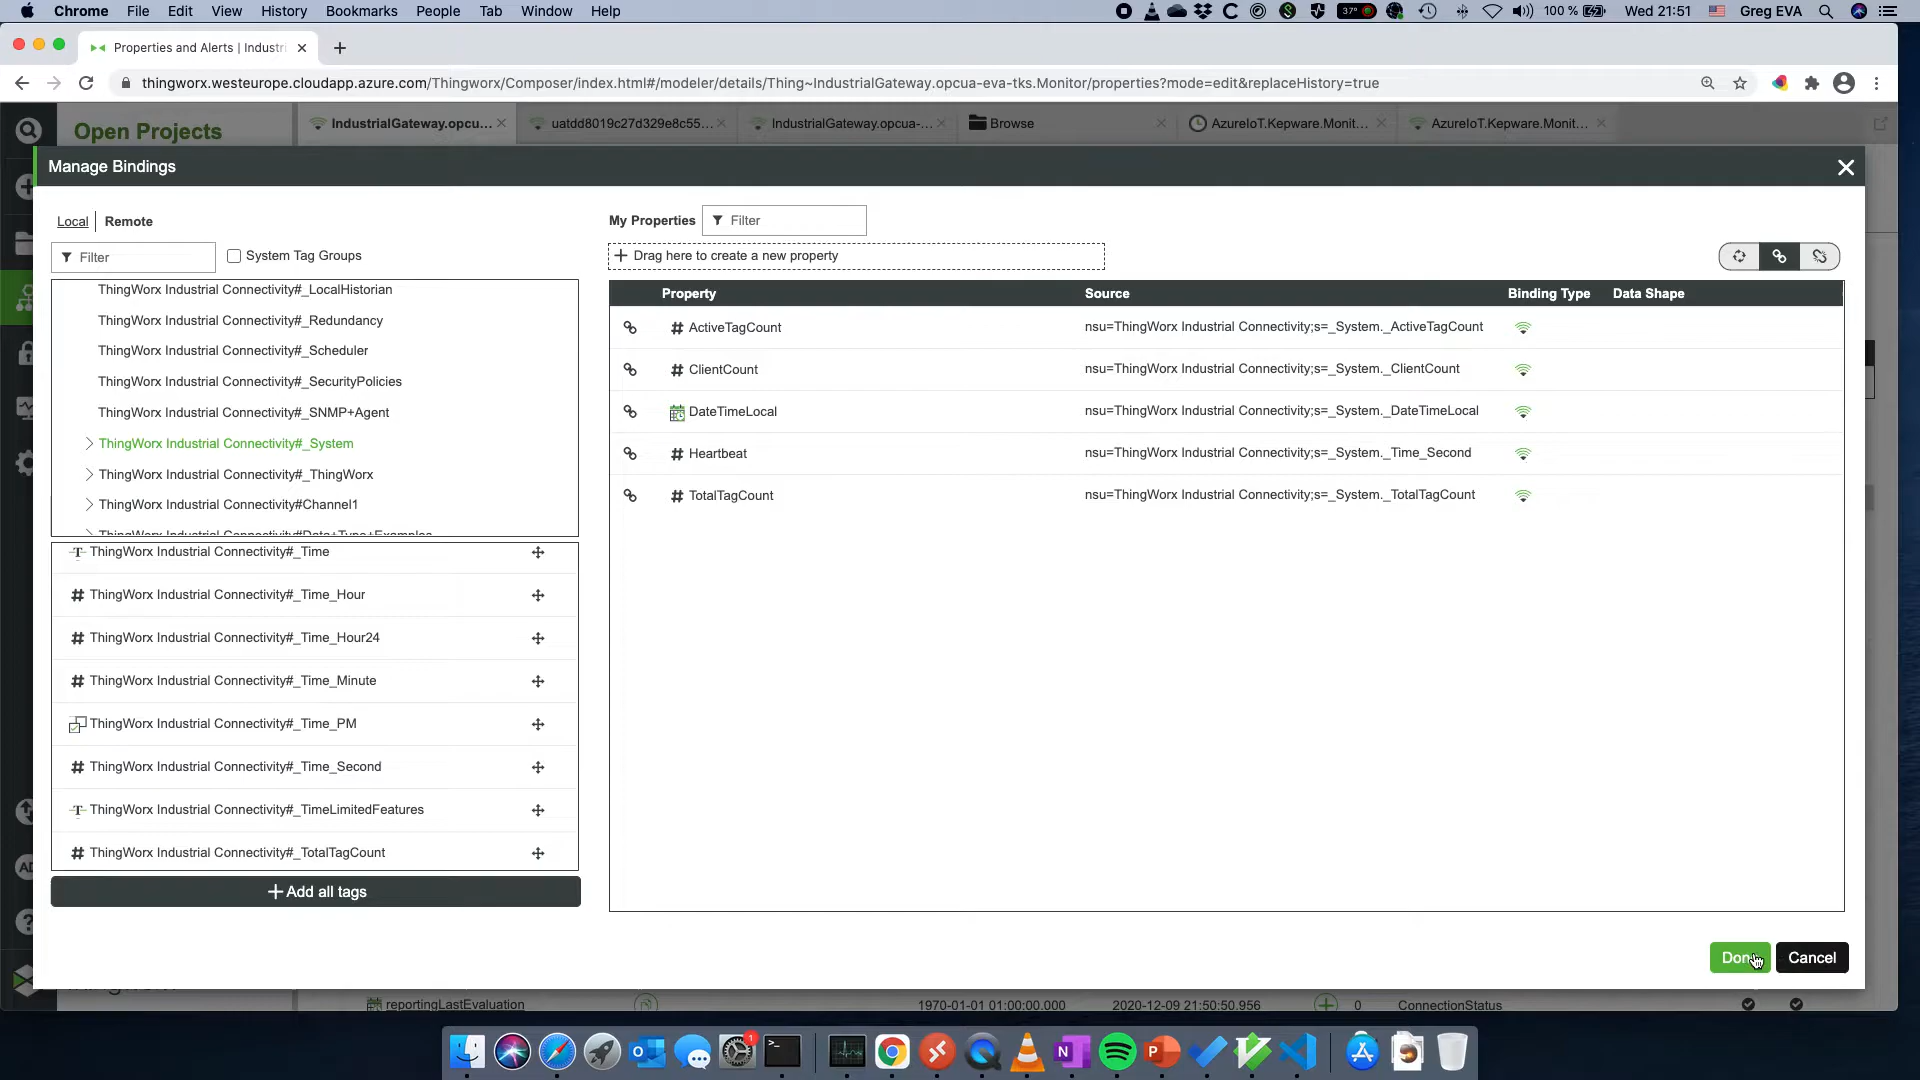 Chrome File Edit View History Bookmarks People Tab Window Help
37° 100 % Wed 21:51 Greg EVA
Properties and Alerts | Industri
thingworx.westeurope.cloudapp.azure.com/Thingworx/Composer/index.html#/modeler/details/Thing~IndustrialGateway.opcua-eva-tks.Monitor/properties?mode=edit&replaceHistory=true
Open Projects
IndustrialGateway.opcu... uatdd8019c27d329e8c55... IndustrialGateway.opcua-... Browse AzureIoT.Kepware.Monit... AzureIoT.Kepware.Monit...
Manage Bindings
Local Remote
Filter
System Tag Groups
ThingWorx Industrial Connectivity#_LocalHistorian
ThingWorx Industrial Connectivity#_Redundancy
ThingWorx Industrial Connectivity#_Scheduler
ThingWorx Industrial Connectivity#_SecurityPolicies
ThingWorx Industrial Connectivity#_SNMP+Agent
ThingWorx Industrial Connectivity#_System
ThingWorx Industrial Connectivity#_ThingWorx
ThingWorx Industrial Connectivity#Channel1
ThingWorx Industrial Connectivity#Data+Type+Examples
ThingWorx Industrial Connectivity#_Time
ThingWorx Industrial Connectivity#_Time_Hour
ThingWorx Industrial Connectivity#_Time_Hour24
ThingWorx Industrial Connectivity#_Time_Minute
ThingWorx Industrial Connectivity#_Time_PM
ThingWorx Industrial Connectivity#_Time_Second
ThingWorx Industrial Connectivity#_TimeLimitedFeatures
ThingWorx Industrial Connectivity#_TotalTagCount
Add all tags
My Properties Filter
Drag here to create a new property
Property Source Binding Type Data Shape
ActiveTagCount nsu=ThingWorx Industrial Connectivity;s=_System._ActiveTagCount
ClientCount nsu=ThingWorx Industrial Connectivity;s=_System._ClientCount
DateTimeLocal nsu=ThingWorx Industrial Connectivity;s=_System._DateTimeLocal
Heartbeat nsu=ThingWorx Industrial Connectivity;s=_System._Time_Second
TotalTagCount nsu=ThingWorx Industrial Connectivity;s=_System._TotalTagCount
Cancel
reportingLastEvaluation 1970-01-01 01:00:00.000 2020-12-09 21:50:50.956 0 ConnectionStatus